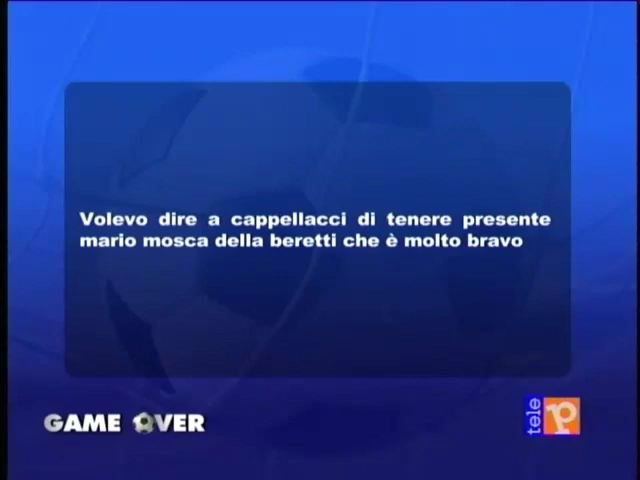 Volevo dire a cappellacci di tenere presente
mario mosca della beretti che è molto bravo
GAME OVER
tele p